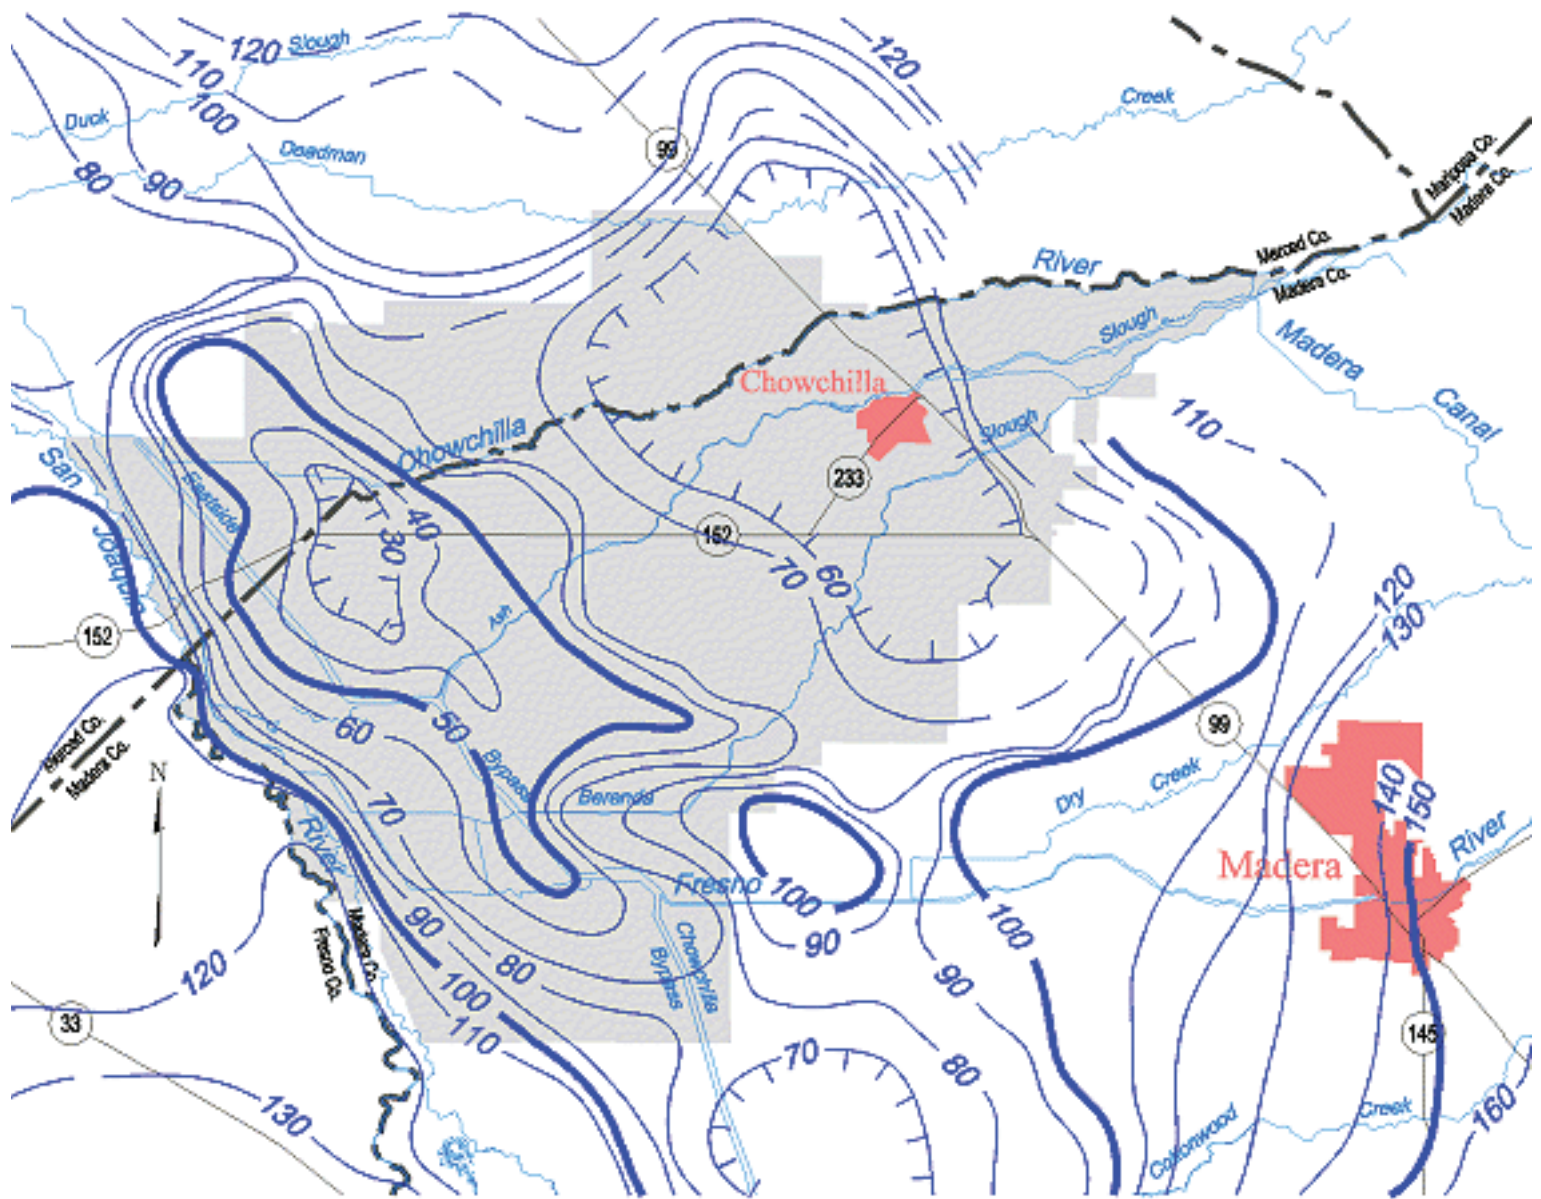 120
Slough
120
110
100
Creek
Duck
Deadman
99
80
90
Mariposa Co.
Madera Co.
River
Merced Co.
Madera Co.
Slough
Madera
Canal
Chowchilla
110
Slough
Chowchilla
San
233
Eastside
40
152
30
Joaquin
70
60
120
130
Ash
152
50
60
99
Merced Co.
Madera Co.
N
Bypass
Creek
Dry
Berenda
70
140
150
River
River
Madera
Fresno
100
90
100
90
Madera Co.
Fresno Co.
Chowchilla
Bypass
80
120
100
90
33
110
145
70
80
160
130
Creek
Cottonwood